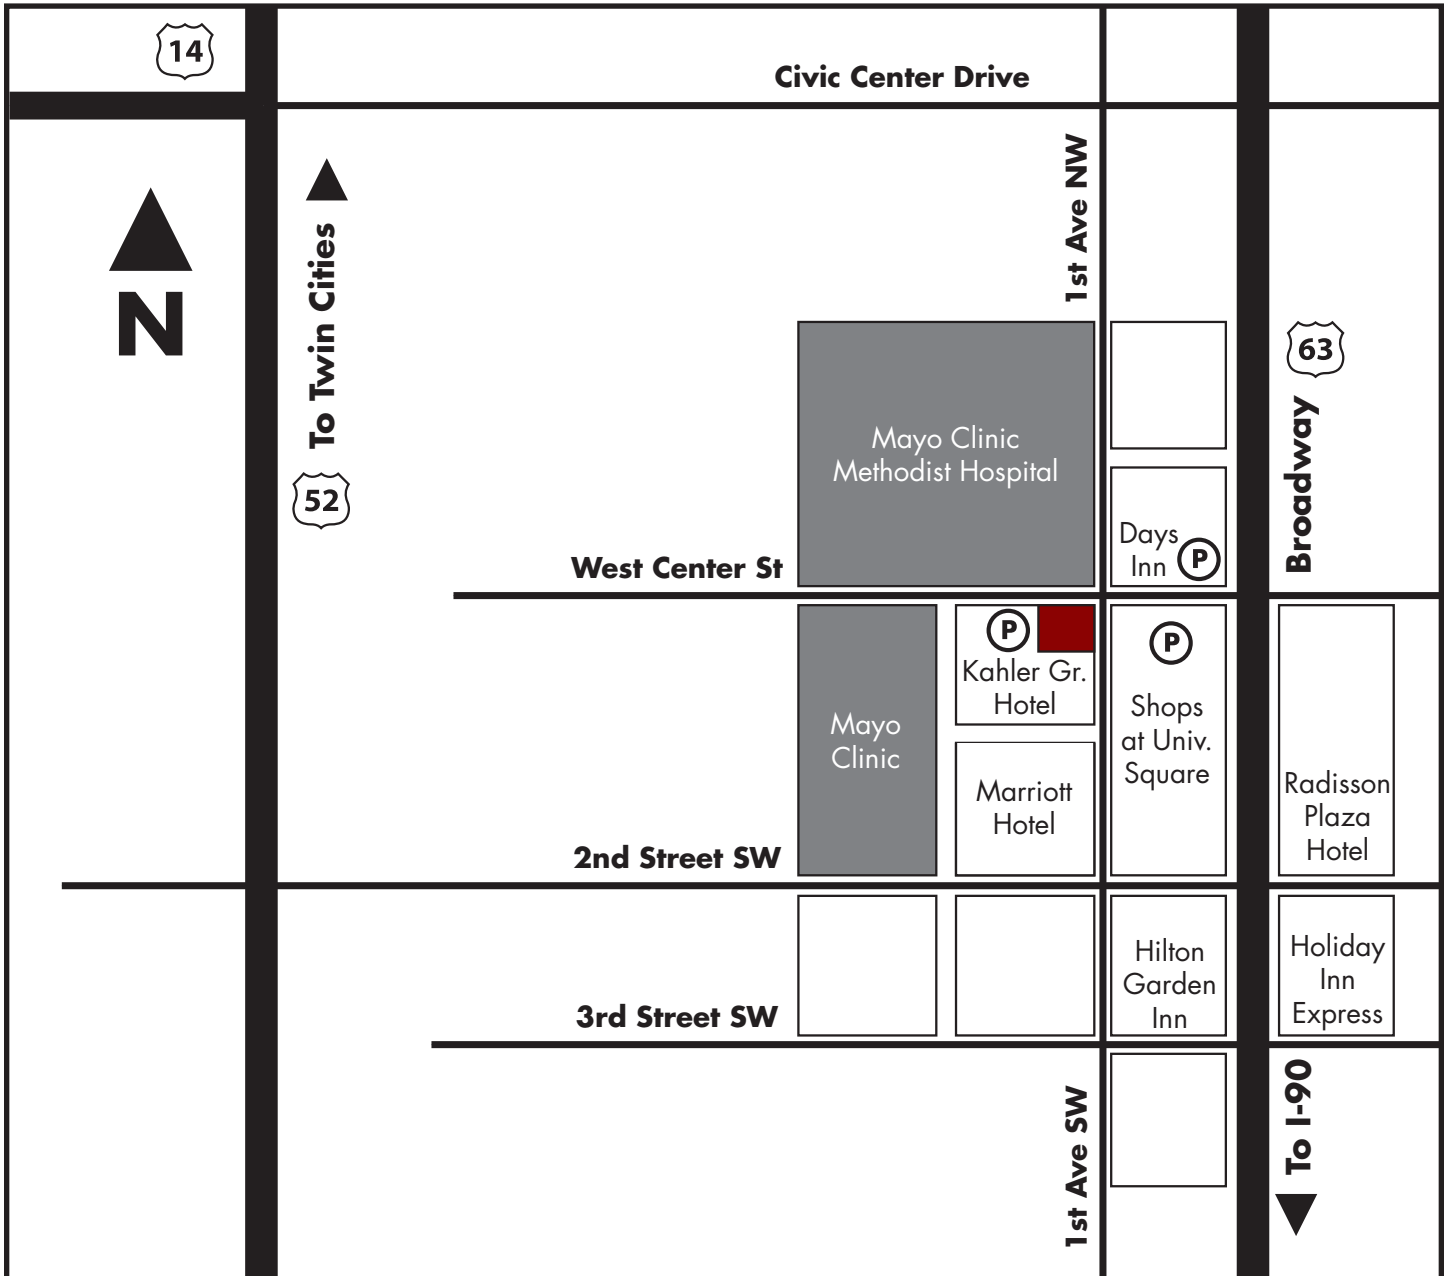 14
Civic Center Drive
1st Ave NW
N
To Twin Cities
52
63
Broadway
Mayo Clinic
Methodist Hospital
Days
Inn
P
West Center St
P
Kahler Gr.
Hotel
P
Shops
at Univ.
Square
Mayo
Clinic
Marriott
Hotel
Radisson
Plaza
Hotel
2nd Street SW
Hilton
Garden
Inn
Holiday
Inn
Express
3rd Street SW
1st Ave SW
To I-90